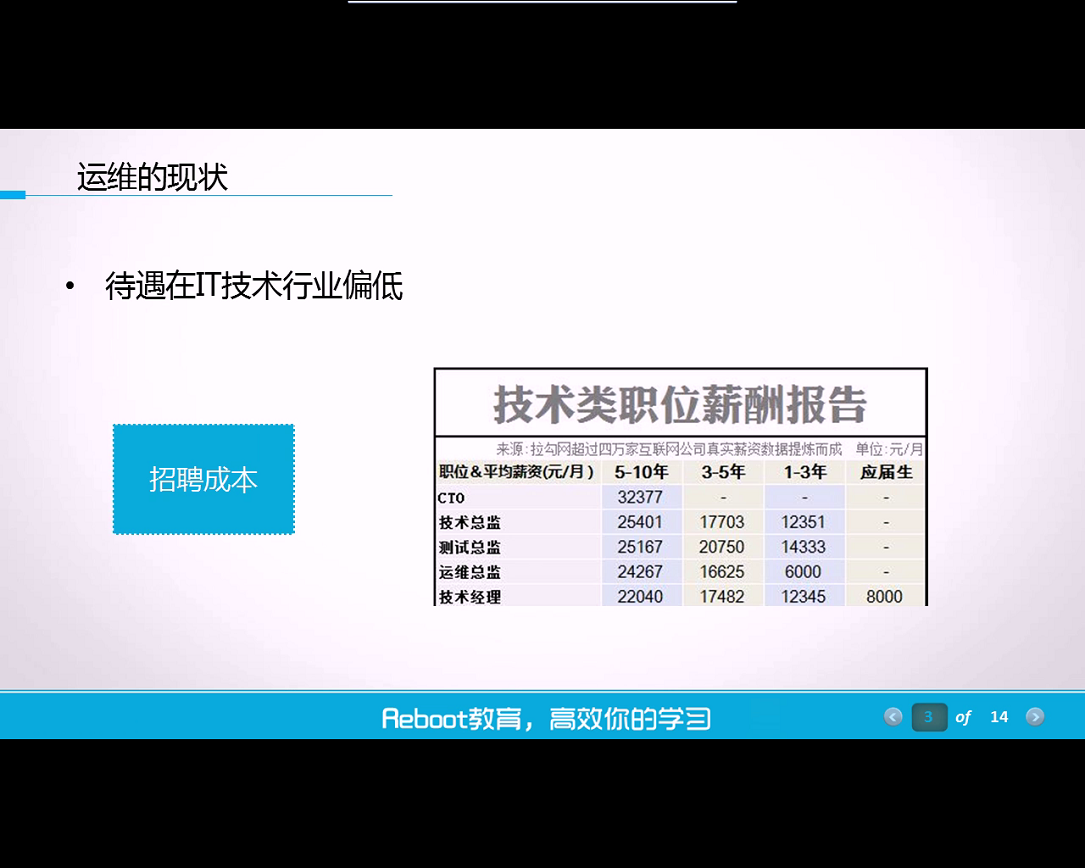 运维的现状
• 待遇在IT技术行业偏低
招聘成本
技术类职位薪酬报告
来源:拉勾网超过四万家互联网公司真实薪资数据提炼而成 单位:元/月
职位&平均薪资(元/月) 5-10年 3-5年 1-3年 应届生
CTO 32377 - - -
技术总监 25401 17703 12351 -
测试总监 25167 20750 14333 -
运维总监 24267 16625 6000 -
技术经理 22040 17482 12345 8000
Reboot教育，高效你的学习
3 of 14